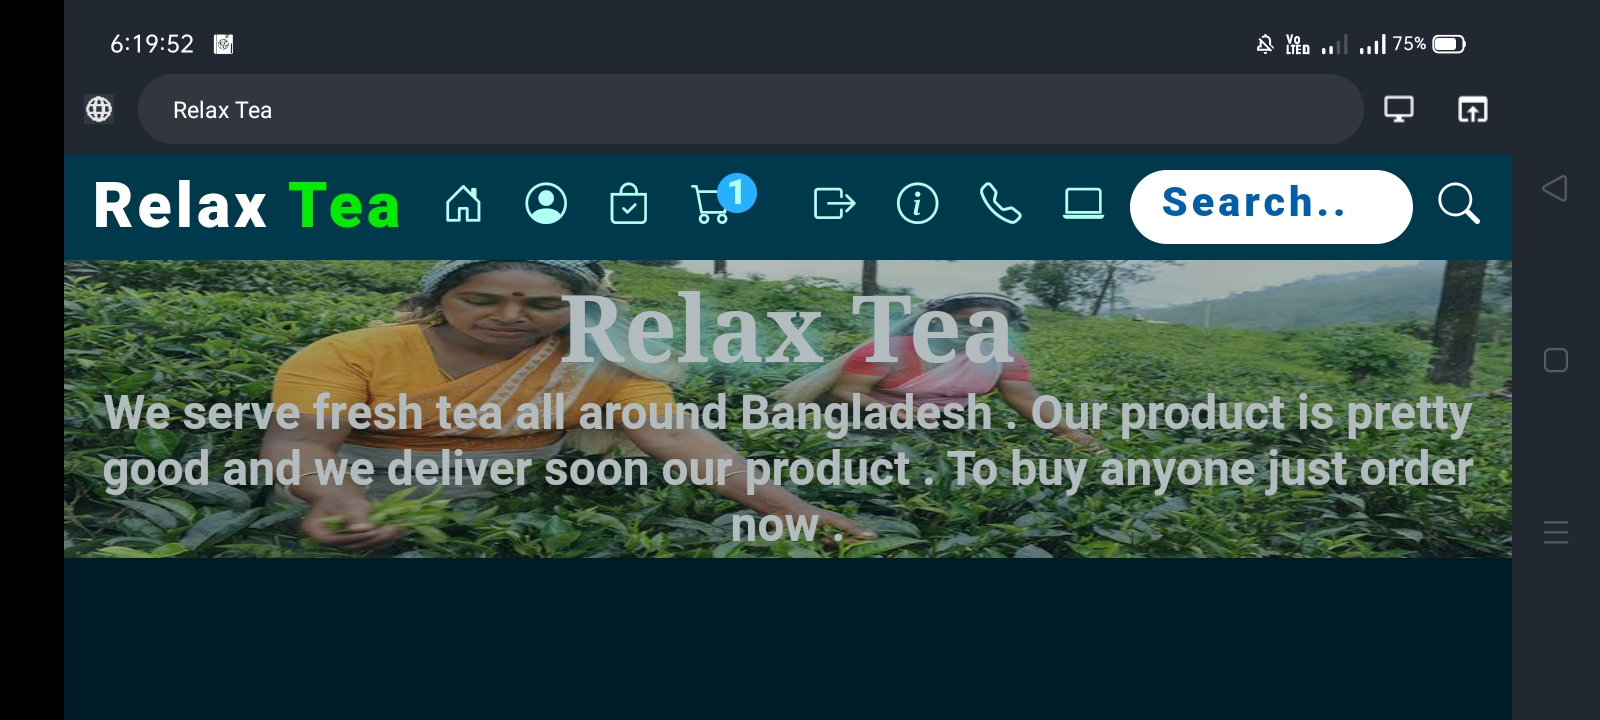 6:19:52
Vo LTED 75%
Relax Tea
Relax Tea 1 Search..
Relax Tea
We serve fresh tea all around Bangladesh . Our product is pretty
good and we deliver soon our product . To buy anyone just order
now .